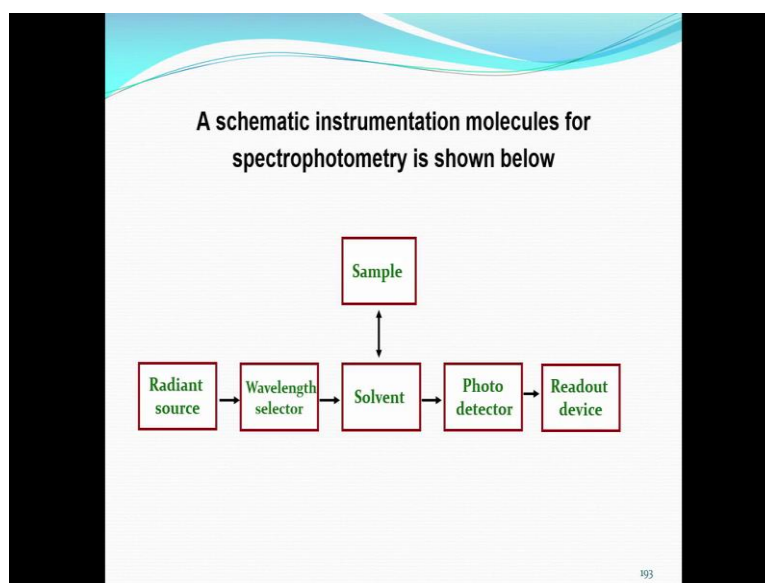 A schematic instrumentation molecules for
spectrophotometry is shown below
Sample
Radiant
source
Wavelength
selector
Solvent
Photo
detector
Readout
device
193